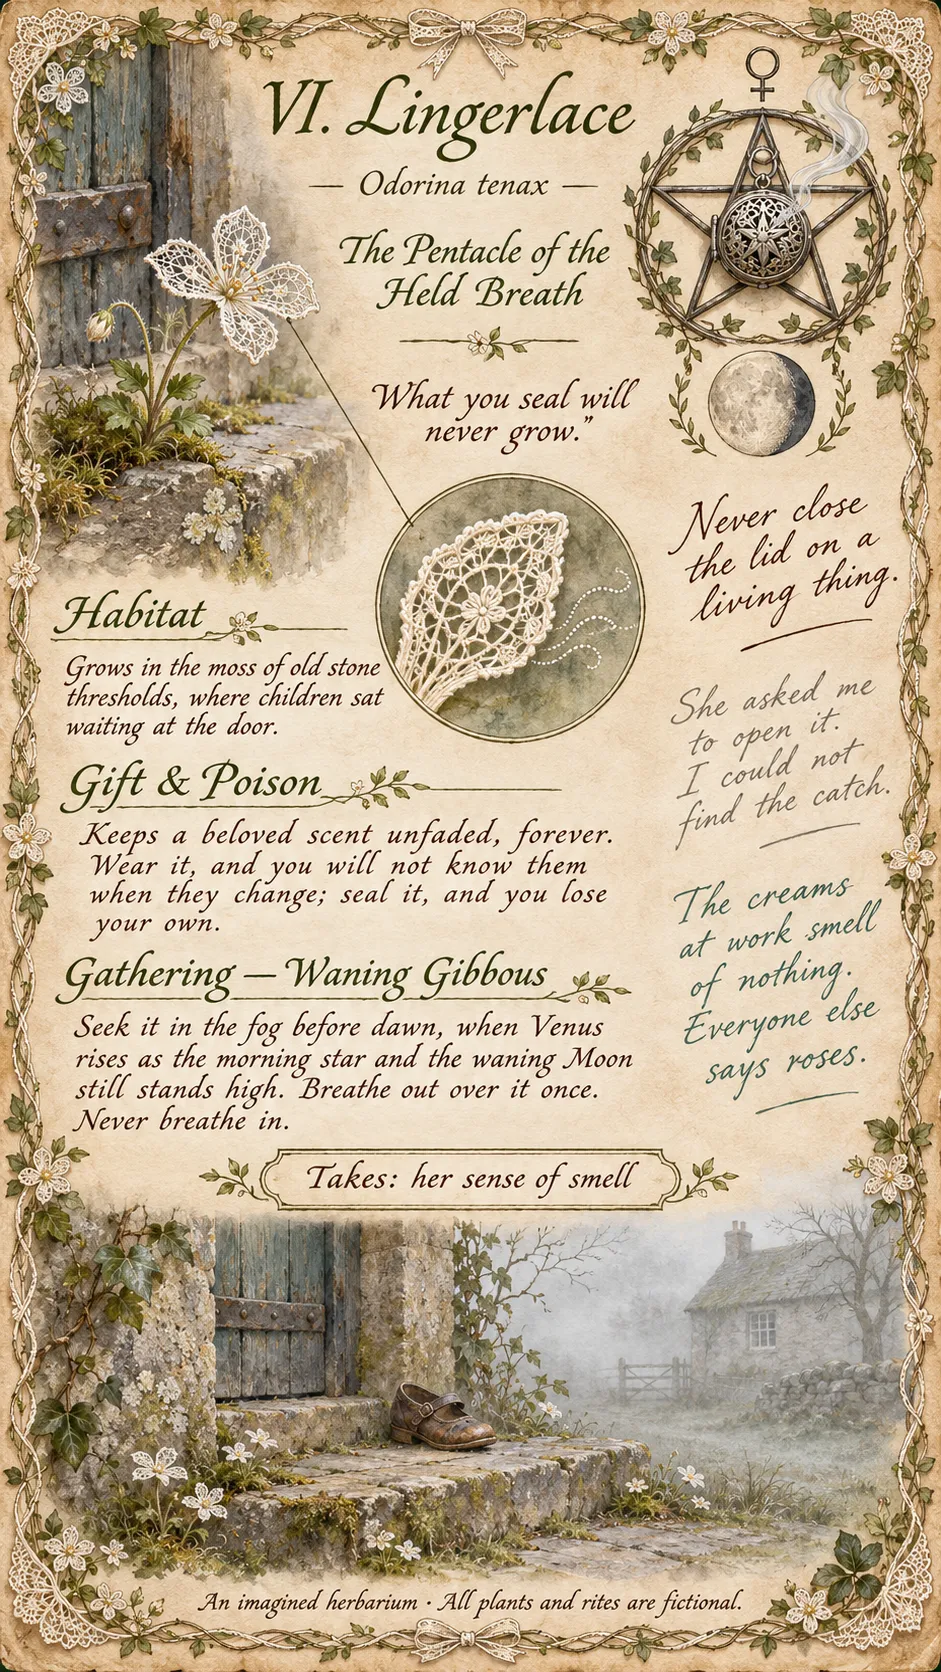 VI. Lingerlace
— Odorina tenax —
The Pentacle of the
Held Breath
"What you seal will
never grow."
Never close
the lid on a
living thing.
She asked me
to open it.
I could not
find the catch.
The creams
at work smell
of nothing.
Everyone else
says roses.
Habitat
Grows in the moss of old stone
thresholds, where children sat
waiting at the door.
Gift & Poison
Keeps a beloved scent unfaded, forever.
Wear it, and you will not know them
when they change; seal it, and you lose
your own.
Gathering — Waning Gibbous
Seek it in the fog before dawn, when Venus
rises as the morning star and the waning Moon
still stands high. Breathe out over it once.
Never breathe in.
Takes: her sense of smell
An imagined herbarium · All plants and rites are fictional.